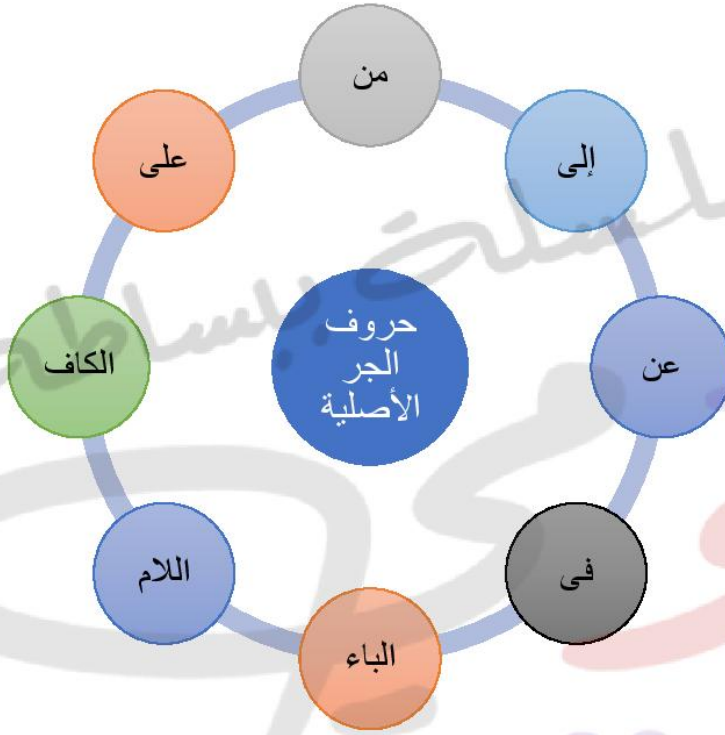 حروف
الجر
الأصلية
من
إلى
عن
فى
الباء
اللام
الكاف
على